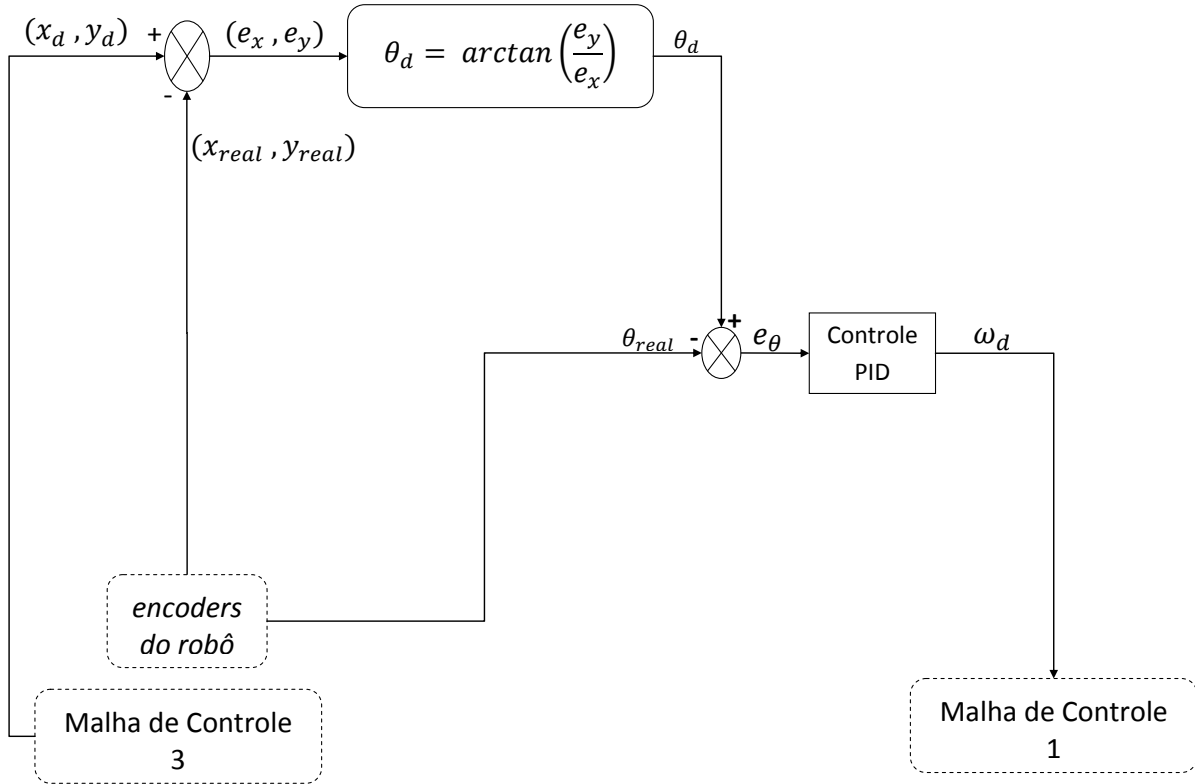 (x_d , y_d) +
-
(e_x , e_y)
θ_d = arctan(e_y/e_x)
θ_d
(x_real , y_real)
+
θ_real -
e_θ
Controle
PID
ω_d
encoders
do robô
Malha de Controle
3
Malha de Controle
1